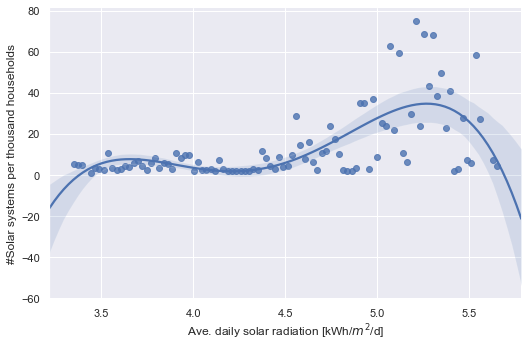 80
60
40
20
0
−20
−40
−60
#Solar systems per thousand households
3.5 4.0 4.5 5.0 5.5
Ave. daily solar radiation [kWh/m²/d]